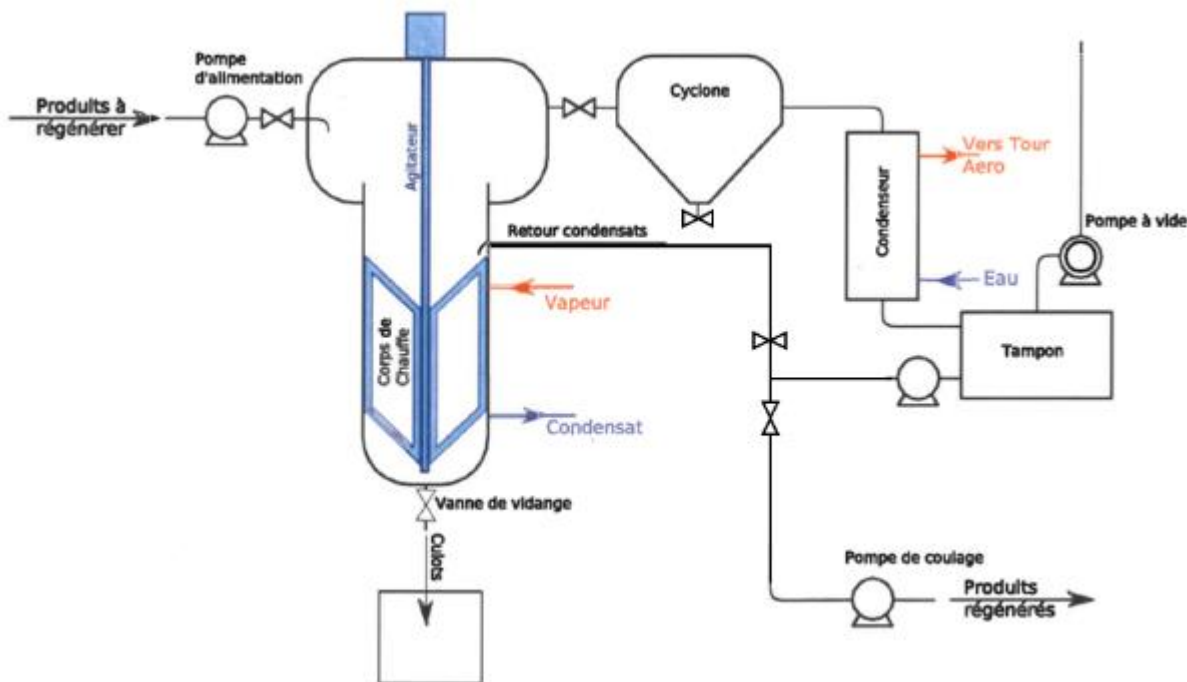 Pompe
d'alimentation
Produits à
régénérer
Agitateur
Cyclone
Vers Tour
Aero
Condenseur
Pompe à vide
Retour condensats
Eau
Vapeur
Corps de
Chauffe
Tampon
Condensat
Vanne de vidange
Culots
Pompe de coulage
Produits
régénérés